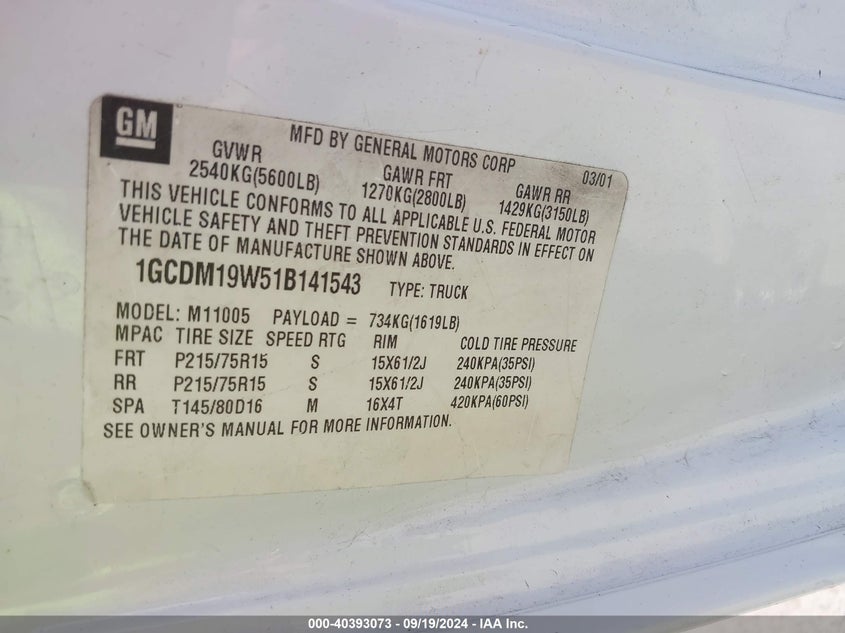 GM
MFD BY GENERAL MOTORS CORP 03/01
GVWR GAWR FRT GAWR RR
2540KG(5600LB) 1270KG(2800LB) 1429KG(3150LB)
THIS VEHICLE CONFORMS TO ALL APPLICABLE U.S. FEDERAL MOTOR
VEHICLE SAFETY AND THEFT PREVENTION STANDARDS IN EFFECT ON
THE DATE OF MANUFACTURE SHOWN ABOVE.
1GCDM19W51B141543 TYPE: TRUCK
MODEL: M11005 PAYLOAD = 734KG(1619LB)
MPAC TIRE SIZE SPEED RTG RIM COLD TIRE PRESSURE
FRT P215/75R15 S 15X61/2J 240KPA(35PSI)
RR P215/75R15 S 15X61/2J 240KPA(35PSI)
SPA T145/80D16 M 16X4T 420KPA(60PSI)
SEE OWNER'S MANUAL FOR MORE INFORMATION.
000-40393073 - 09/19/2024 - IAA Inc.